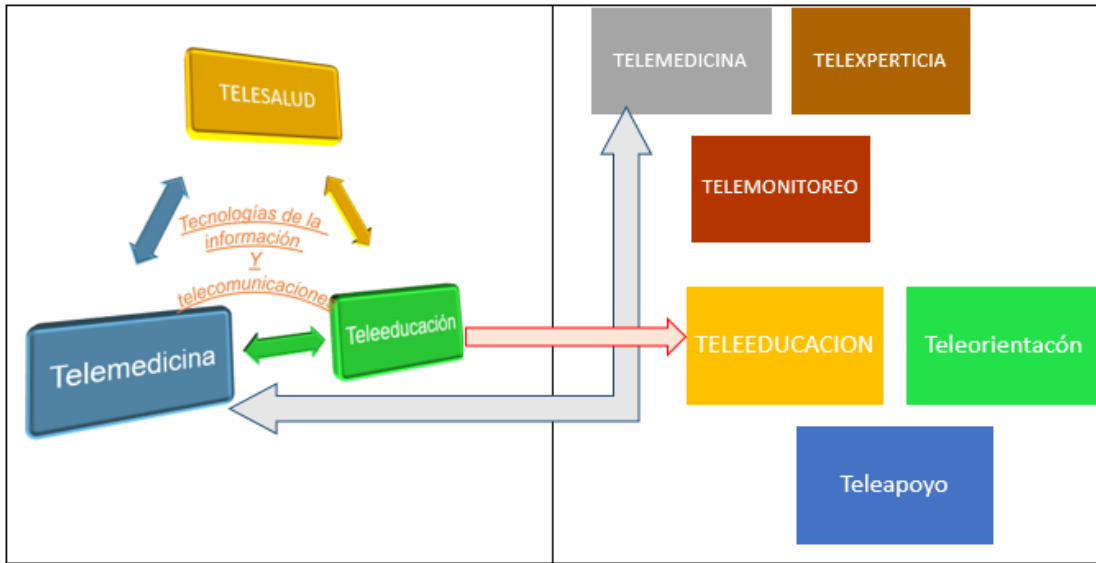 TELESALUD
Tecnologías de la
información
Y
telecomunicaciones
Telemedicina
Teleeducación
TELEMEDICINA
TELEXPERTICIA
TELEMONITOREO
TELEEDUCACION
Teleorientacón
Teleapoyo